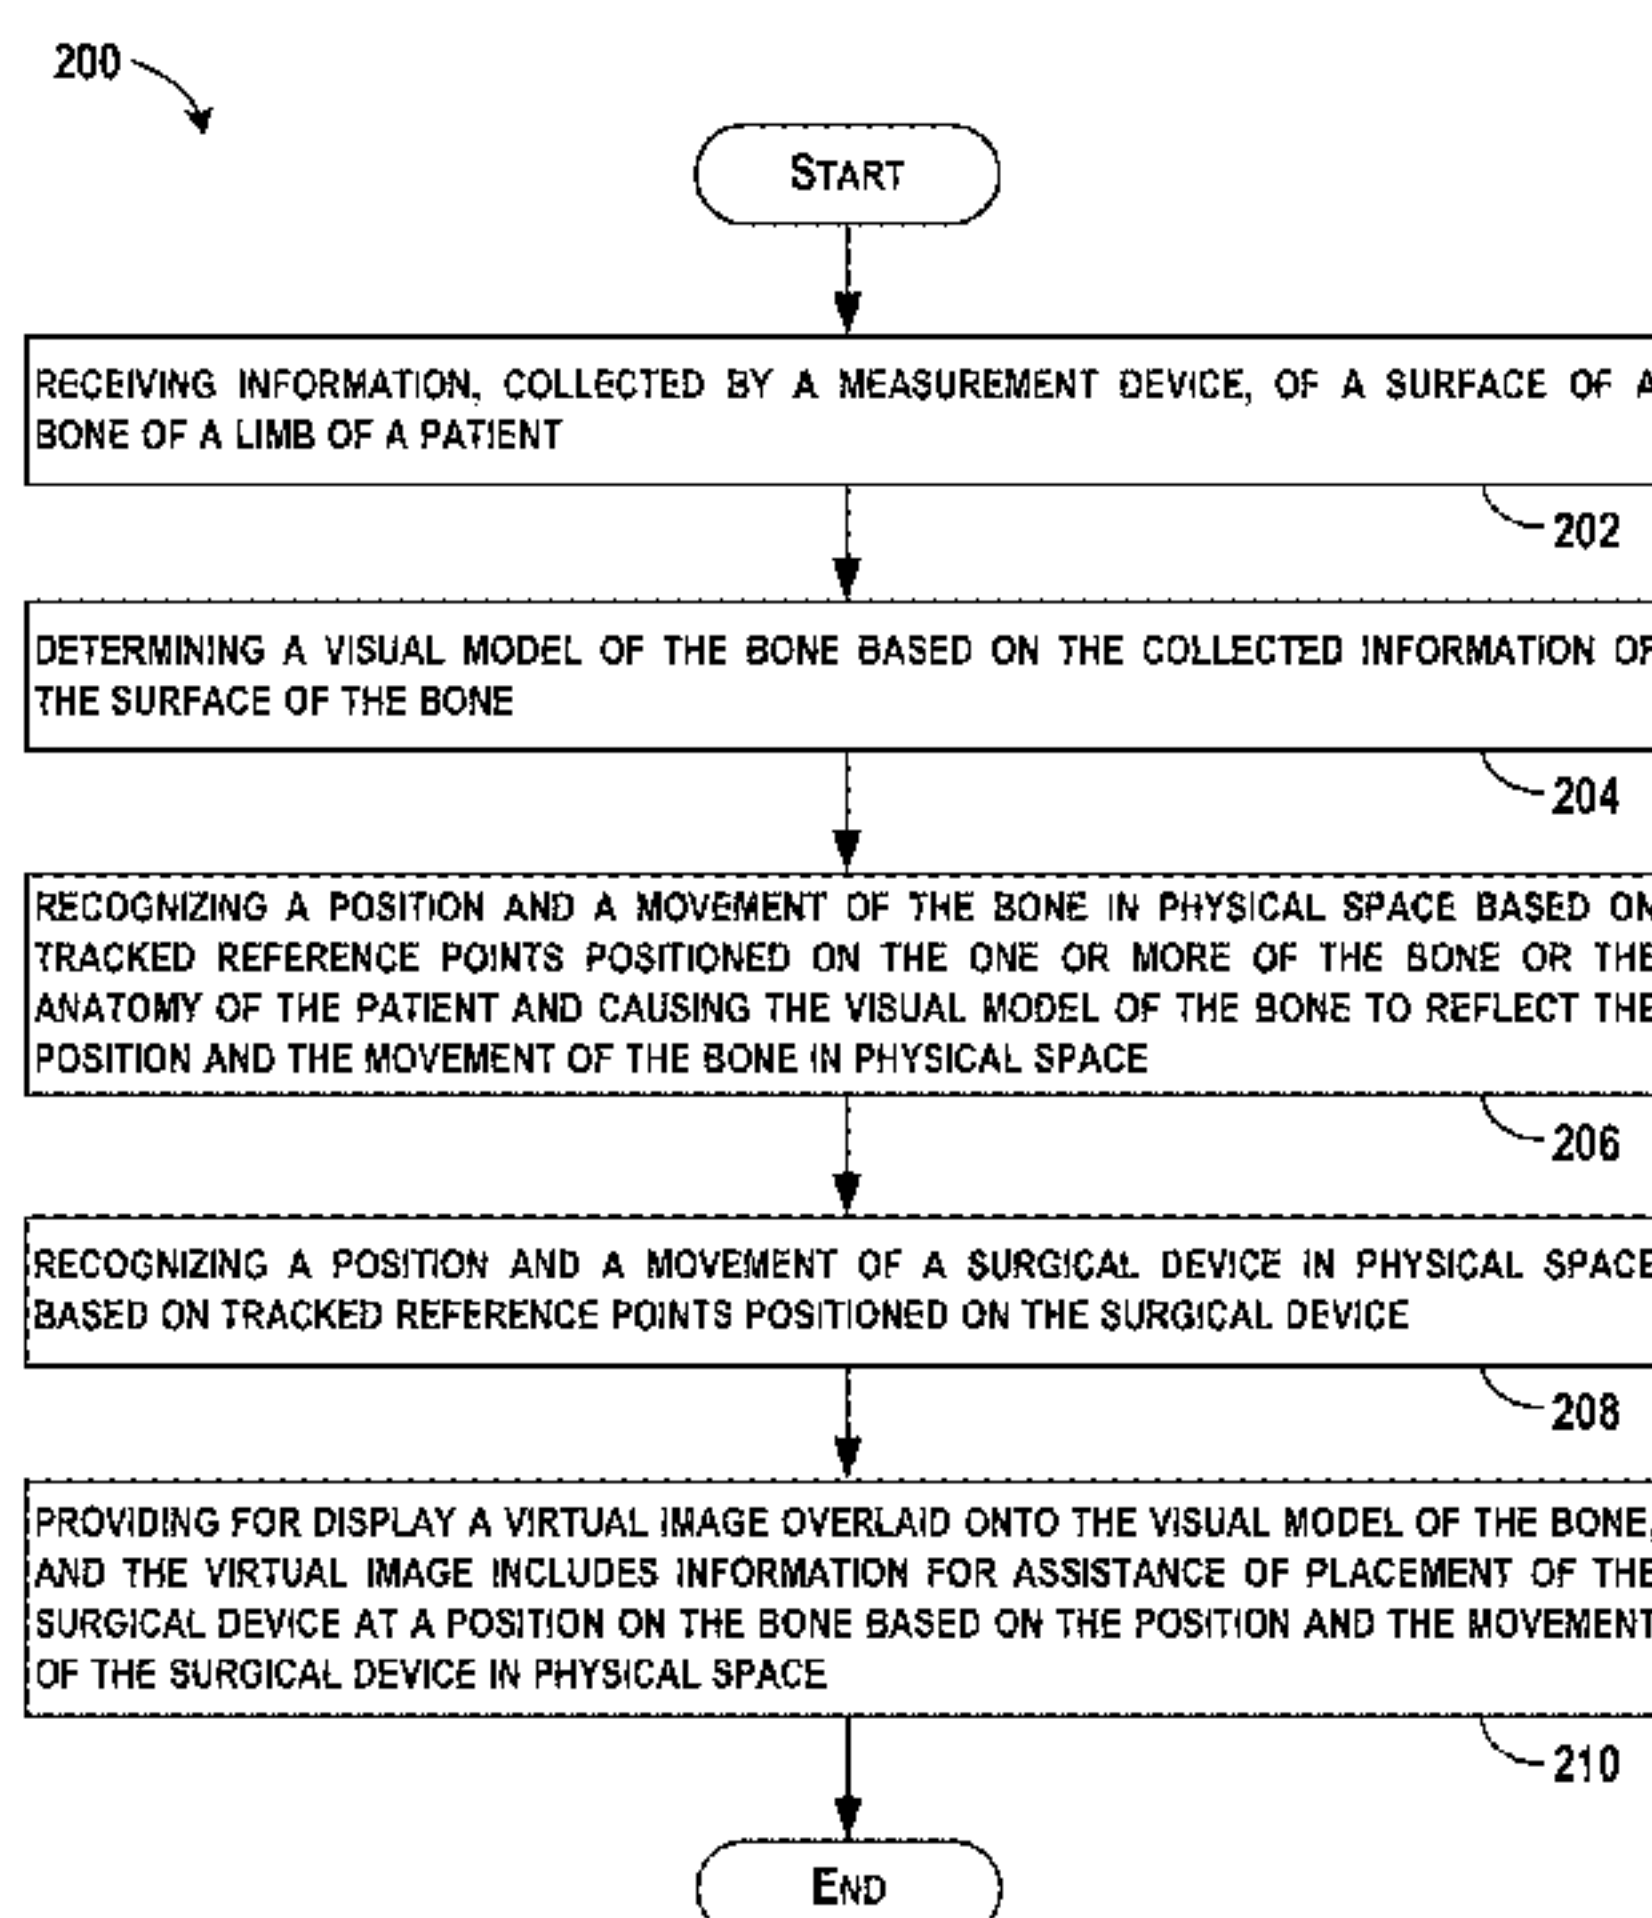 200
START
RECEIVING INFORMATION, COLLECTED BY A MEASUREMENT DEVICE, OF A SURFACE OF A
BONE OF A LIMB OF A PATIENT
202
DETERMINING A VISUAL MODEL OF THE BONE BASED ON THE COLLECTED INFORMATION OF
THE SURFACE OF THE BONE
204
RECOGNIZING A POSITION AND A MOVEMENT OF THE BONE IN PHYSICAL SPACE BASED ON
TRACKED REFERENCE POINTS POSITIONED ON THE ONE OR MORE OF THE BONE OR THE
ANATOMY OF THE PATIENT AND CAUSING THE VISUAL MODEL OF THE BONE TO REFLECT THE
POSITION AND THE MOVEMENT OF THE BONE IN PHYSICAL SPACE
206
RECOGNIZING A POSITION AND A MOVEMENT OF A SURGICAL DEVICE IN PHYSICAL SPACE
BASED ON TRACKED REFERENCE POINTS POSITIONED ON THE SURGICAL DEVICE
208
PROVIDING FOR DISPLAY A VIRTUAL IMAGE OVERLAID ONTO THE VISUAL MODEL OF THE BONE,
AND THE VIRTUAL IMAGE INCLUDES INFORMATION FOR ASSISTANCE OF PLACEMENT OF THE
SURGICAL DEVICE AT A POSITION ON THE BONE BASED ON THE POSITION AND THE MOVEMENT
OF THE SURGICAL DEVICE IN PHYSICAL SPACE
210
END